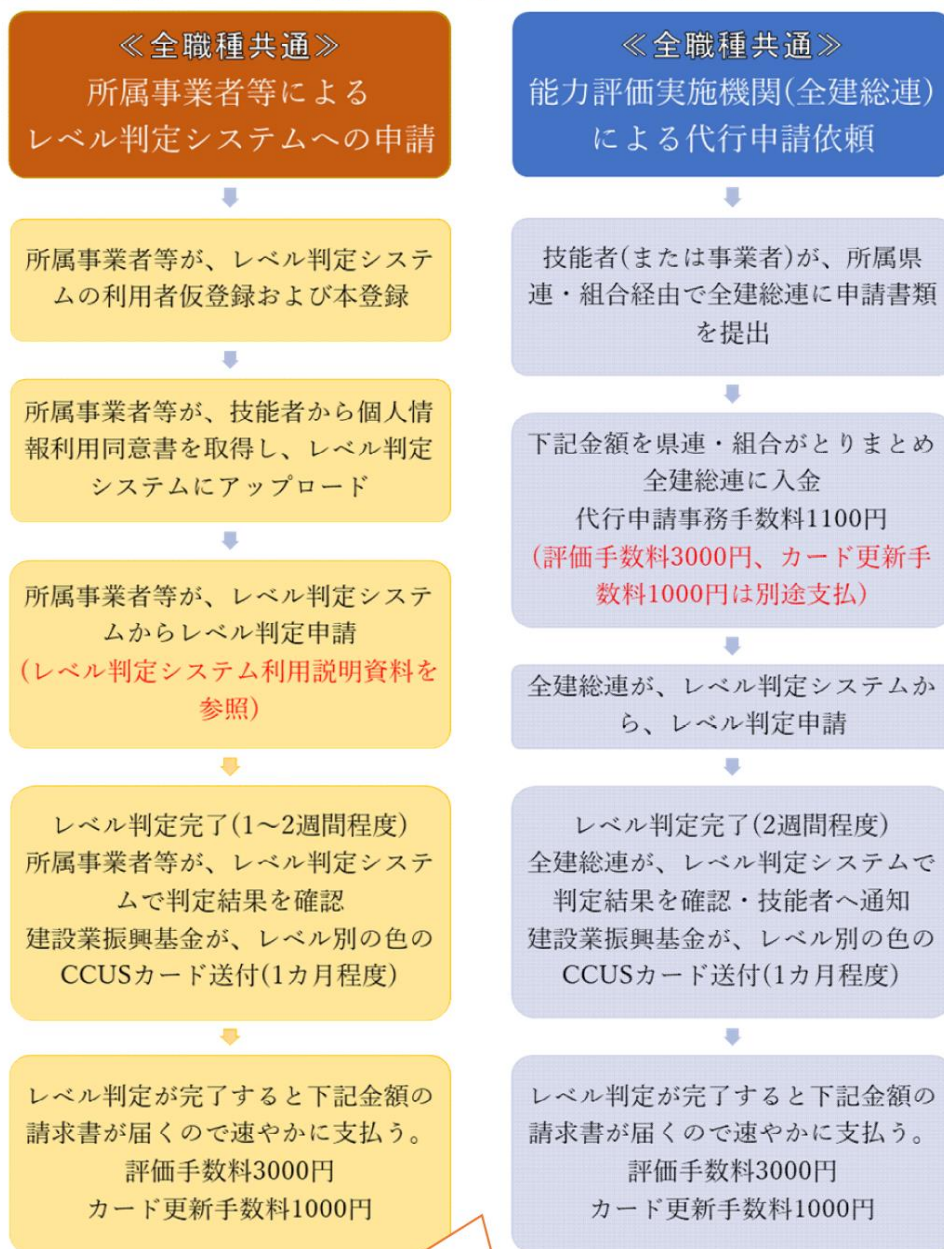 ≪全職種共通≫
所属事業者等による
レベル判定システムへの申請
所属事業者等が、レベル判定システ
ムの利用者仮登録および本登録
所属事業者等が、技能者から個人情
報利用同意書を取得し、レベル判定
システムにアップロード
所属事業者等が、レベル判定システ
ムからレベル判定申請
(レベル判定システム利用説明資料を
参照)
レベル判定完了(1～2週間程度)
所属事業者等が、レベル判定システ
ムで判定結果を確認
建設業振興基金が、レベル別の色の
CCUSカード送付(1カ月程度)
レベル判定が完了すると下記金額の
請求書が届くので速やかに支払う。
評価手数料3000円
カード更新手数料1000円
≪全職種共通≫
能力評価実施機関(全建総連)
による代行申請依頼
技能者(または事業者)が、所属県
連・組合経由で全建総連に申請書類
を提出
下記金額を県連・組合がとりまとめ
全建総連に入金
代行申請事務手数料1100円
(評価手数料3000円、カード更新手
数料1000円は別途支払)
全建総連が、レベル判定システムか
ら、レベル判定申請
レベル判定完了(2週間程度)
全建総連が、レベル判定システムで
判定結果を確認・技能者へ通知
建設業振興基金が、レベル別の色の
CCUSカード送付(1カ月程度)
レベル判定が完了すると下記金額の
請求書が届くので速やかに支払う。
評価手数料3000円
カード更新手数料1000円